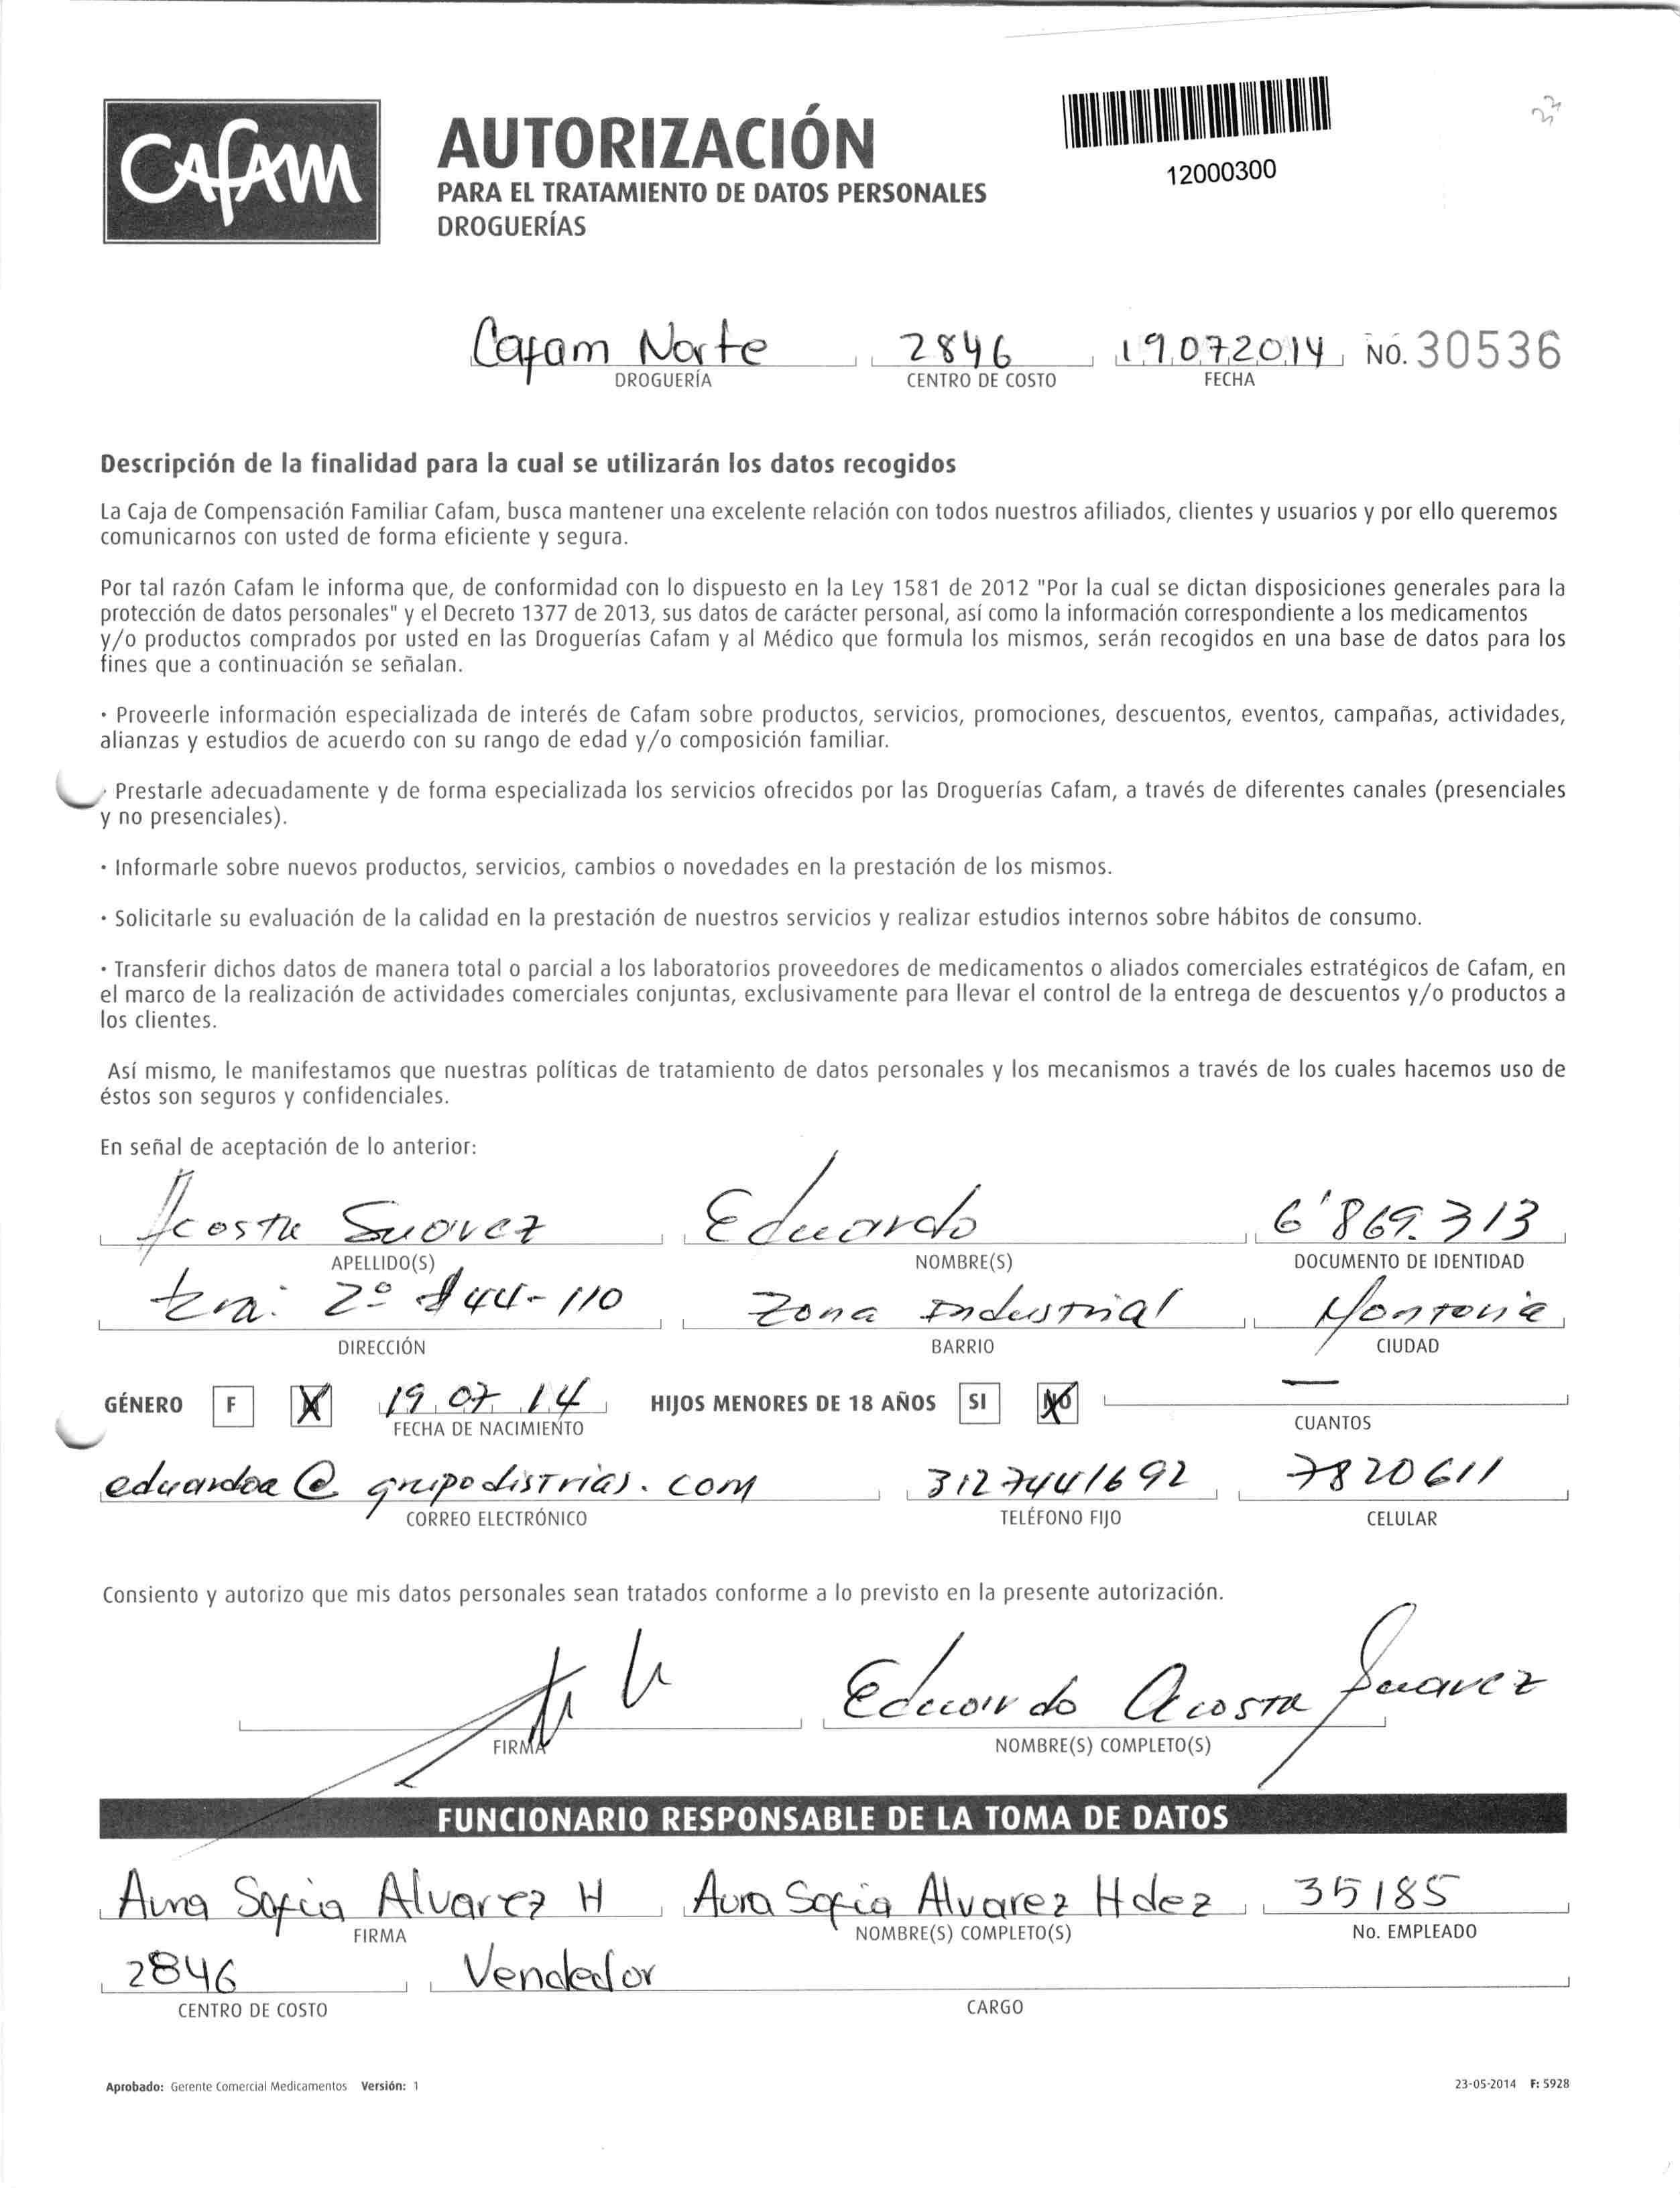 Cafam
AUTORIZACIÓN
PARA EL TRATAMIENTO DE DATOS PERSONALES
DROGUERÍAS
12000300
Cafam Norte 2846 19072014 NO. 30536
DROGUERÍA CENTRO DE COSTO FECHA
Descripción de la finalidad para la cual se utilizarán los datos recogidos
La Caja de Compensación Familiar Cafam, busca mantener una excelente relación con todos nuestros afiliados, clientes y usuarios y por ello queremos
comunicarnos con usted de forma eficiente y segura.
Por tal razón Cafam le informa que, de conformidad con lo dispuesto en la Ley 1581 de 2012 "Por la cual se dictan disposiciones generales para la
protección de datos personales" y el Decreto 1377 de 2013, sus datos de carácter personal, así como la información correspondiente a los medicamentos
y/o productos comprados por usted en las Droguerías Cafam y al Médico que formula los mismos, serán recogidos en una base de datos para los
fines que a continuación se señalan.
· Proveerle información especializada de interés de Cafam sobre productos, servicios, promociones, descuentos, eventos, campañas, actividades,
alianzas y estudios de acuerdo con su rango de edad y/o composición familiar.
· Prestarle adecuadamente y de forma especializada los servicios ofrecidos por las Droguerías Cafam, a través de diferentes canales (presenciales
y no presenciales).
· Informarle sobre nuevos productos, servicios, cambios o novedades en la prestación de los mismos.
· Solicitarle su evaluación de la calidad en la prestación de nuestros servicios y realizar estudios internos sobre hábitos de consumo.
· Transferir dichos datos de manera total o parcial a los laboratorios proveedores de medicamentos o aliados comerciales estratégicos de Cafam, en
el marco de la realización de actividades comerciales conjuntas, exclusivamente para llevar el control de la entrega de descuentos y/o productos a
los clientes.
Así mismo, le manifestamos que nuestras políticas de tratamiento de datos personales y los mecanismos a través de los cuales hacemos uso de
éstos son seguros y confidenciales.
En señal de aceptación de lo anterior:
Acosta Suarez Eduardo 6'869.313
APELLIDO(S) NOMBRE(S) DOCUMENTO DE IDENTIDAD
2º 44-110 Zona Industrial Monteria
DIRECCIÓN BARRIO CIUDAD
GÉNERO F X 19 07 14 HIJOS MENORES DE 18 AÑOS SI NO —
FECHA DE NACIMIENTO CUANTOS
eduardoa@grupodistrias.com 3127441692 7820611
CORREO ELECTRÓNICO TELÉFONO FIJO CELULAR
Consiento y autorizo que mis datos personales sean tratados conforme a lo previsto en la presente autorización.
Eduardo Acosta Suarez
FIRMA NOMBRE(S) COMPLETO(S)
FUNCIONARIO RESPONSABLE DE LA TOMA DE DATOS
Aura Sofia Alvarez H Aura Sofia Alvarez Hdez 35185
FIRMA NOMBRE(S) COMPLETO(S) No. EMPLEADO
2846 Vendedor
CENTRO DE COSTO CARGO
Aprobado: Gerente Comercial Medicamentos Versión: 1 23-05-2014 F: 5928